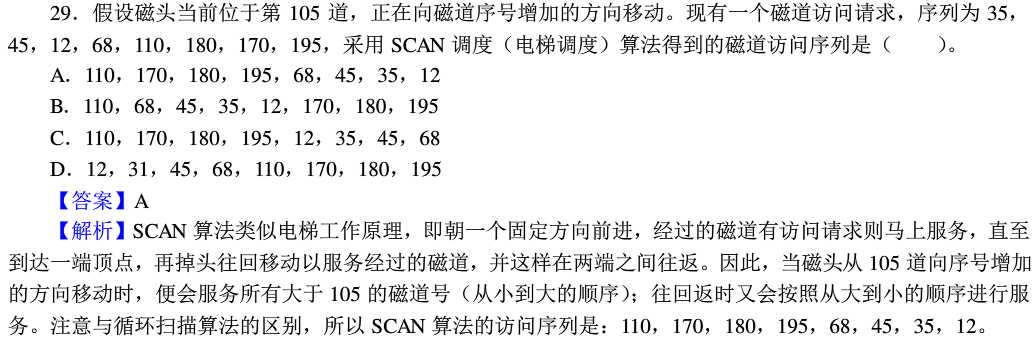 29．假设磁头当前位于第 105 道，正在向磁道序号增加的方向移动。现有一个磁道访问请求，序列为 35，
45，12，68，110，180，170，195，采用 SCAN 调度（电梯调度）算法得到的磁道访问序列是（　　）。
A．110，170，180，195，68，45，35，12
B．110，68，45，35，12，170，180，195
C．110，170，180，195，12，35，45，68
D．12，31，45，68，110，170，180，195
【答案】A
【解析】SCAN 算法类似电梯工作原理，即朝一个固定方向前进，经过的磁道有访问请求则马上服务，直至
到达一端顶点，再掉头往回移动以服务经过的磁道，并这样在两端之间往返。因此，当磁头从 105 道向序号增加
的方向移动时，便会服务所有大于 105 的磁道号（从小到大的顺序）；往回返时又会按照从大到小的顺序进行服
务。注意与循环扫描算法的区别，所以 SCAN 算法的访问序列是：110，170，180，195，68，45，35，12。